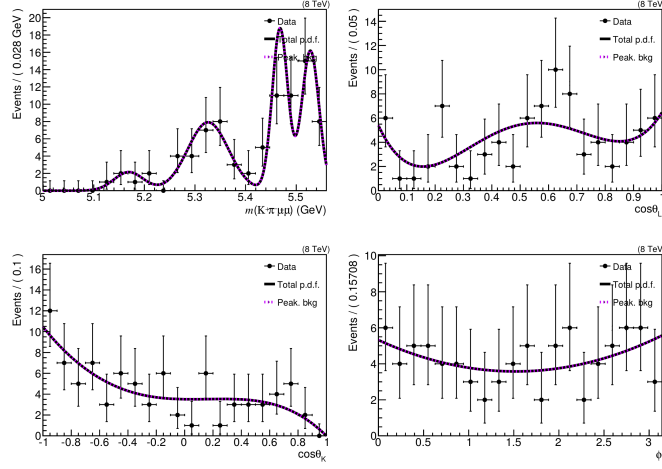 (8 TeV)
Events / ( 0.028 GeV )
18
16
14
12
10
8
6
4
2
0
Data
Total p.d.f.
Peak. bkg
5 5.1 5.2 5.3 5.4 5.5
m(K+π-μμ) (GeV)
(8 TeV)
Events / ( 0.05 )
14
12
10
8
6
4
2
0
Data
Total p.d.f.
Peak. bkg
0 0.1 0.2 0.3 0.4 0.5 0.6 0.7 0.8 0.9 1
cosθL
(8 TeV)
Events / ( 0.1 )
16
14
12
10
8
6
4
2
0
Data
Total p.d.f.
Peak. bkg
-1 -0.8 -0.6 -0.4 -0.2 0 0.2 0.4 0.6 0.8 1
cosθK
(8 TeV)
Events / ( 0.15708 )
10
8
6
4
2
0
Data
Total p.d.f.
Peak. bkg
0 0.5 1 1.5 2 2.5 3
ϕ